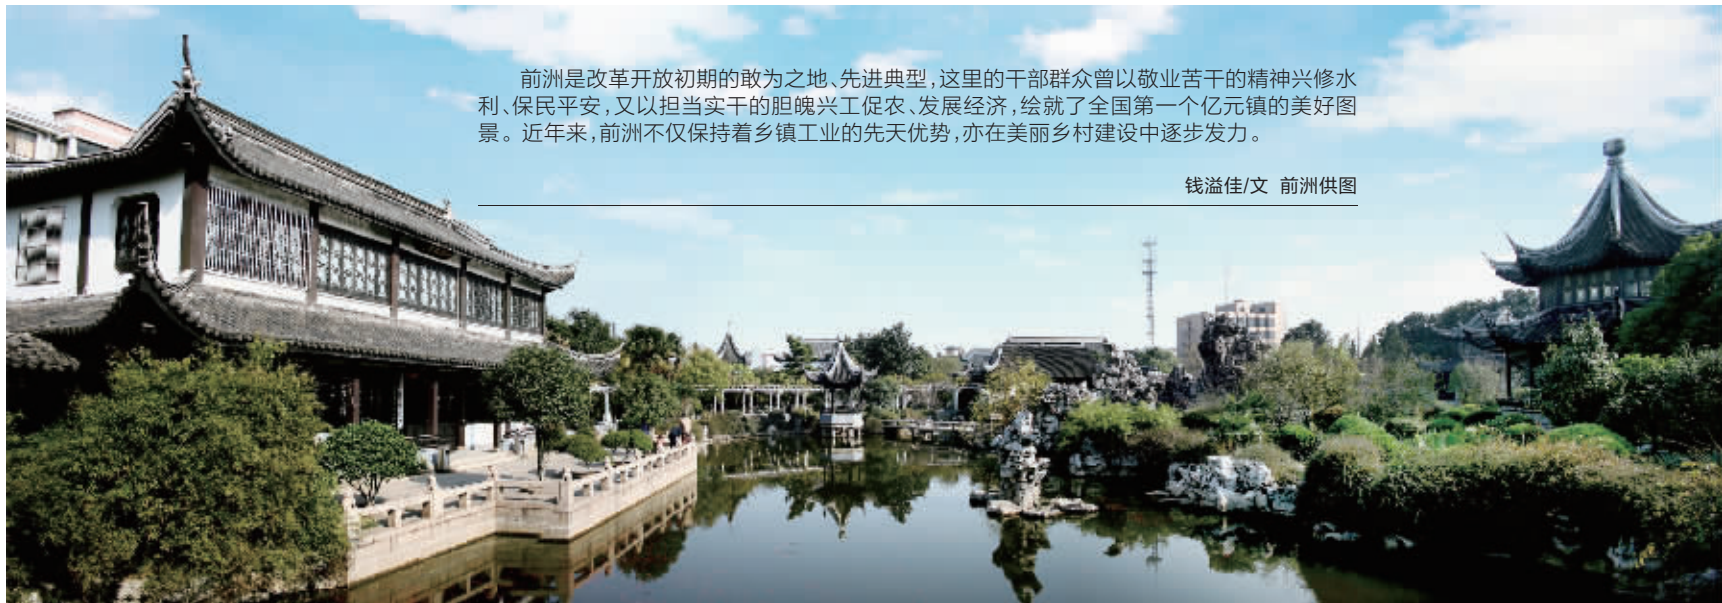 前洲是改革开放初期的敢为之地、先进典型，这里的干部群众曾以敬业苦干的精神兴修水
利、保民平安，又以担当实干的胆魄兴工促农、发展经济，绘就了全国第一个亿元镇的美好图
景。近年来，前洲不仅保持着乡镇工业的先天优势，亦在美丽乡村建设中逐步发力。
钱溢佳/文 前洲供图